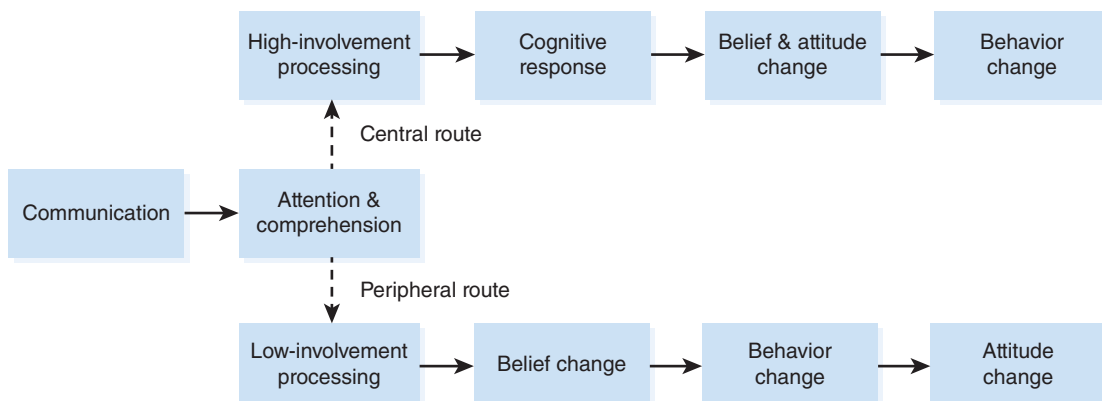 High-involvement
processing
Cognitive
response
Belief & attitude
change
Behavior
change
Central route
Communication
Attention &
comprehension
Peripheral route
Low-involvement
processing
Belief change
Behavior
change
Attitude
change